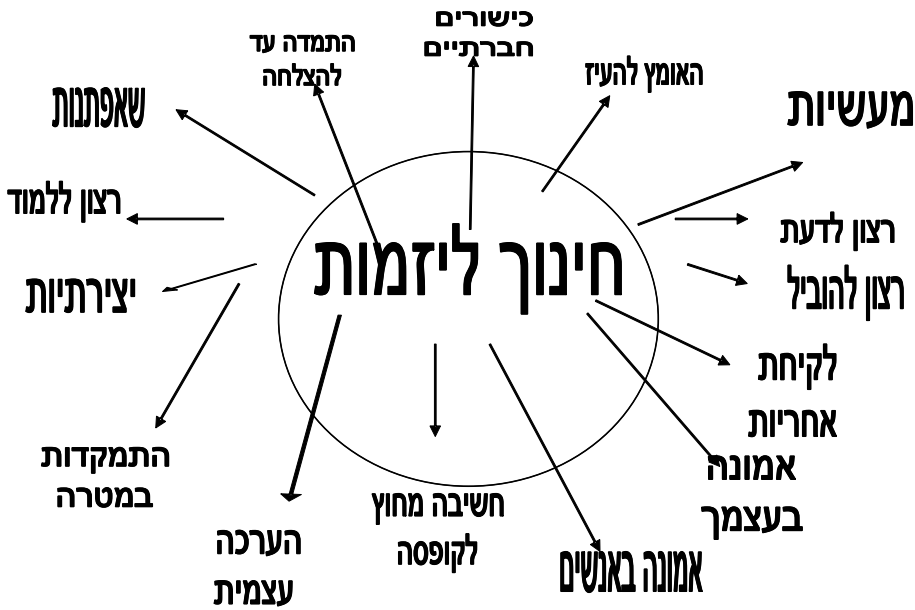 כישורים
חברתיים
התמדה עד
להצלחה
האומץ להעיז
מעשיות
שאפתנות
רצון ללמוד
רצון לדעת
חינוך ליזמות
רצון להוביל
יצירתיות
לקיחת
אחריות
אמונה
בעצמך
התמקדות
במטרה
חשיבה מחוץ
לקופסה
הערכה
עצמית
אמונה באנשים